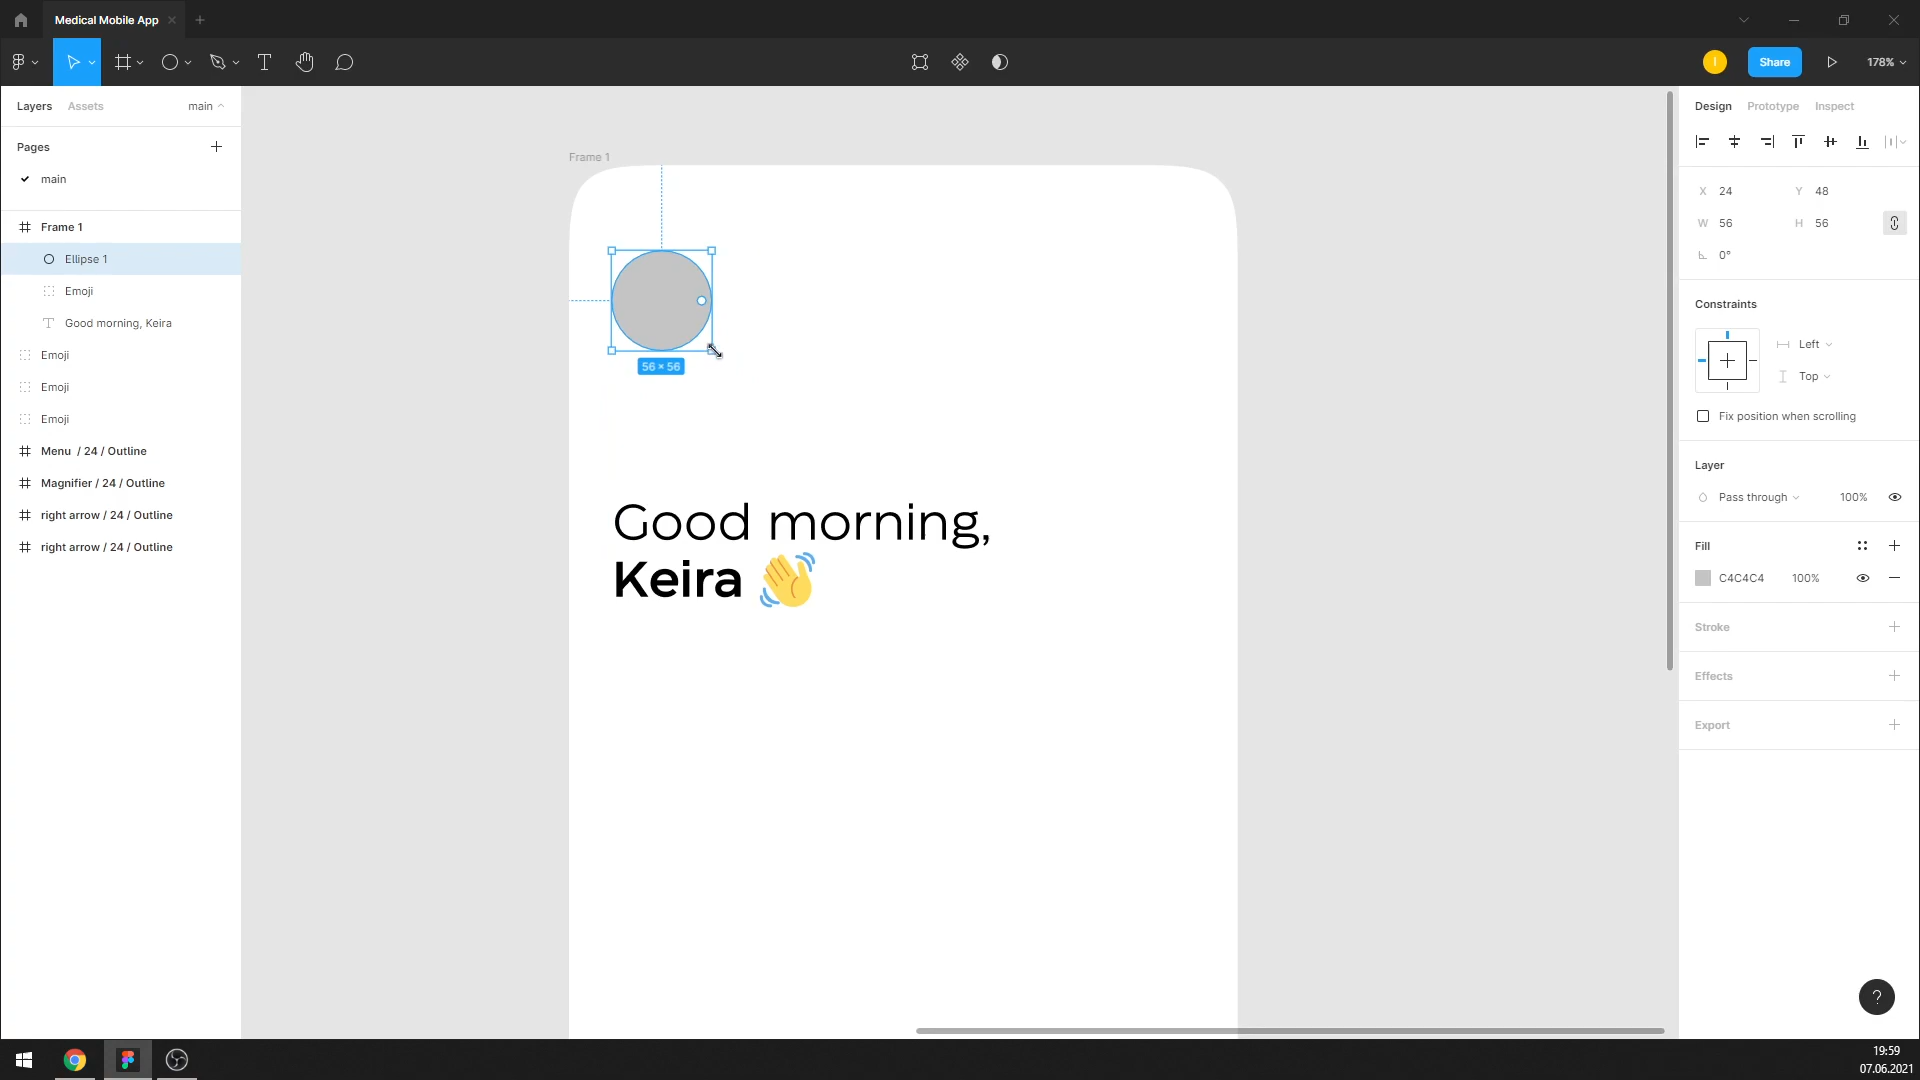 Medical Mobile App
I
Share
178%
Layers
Assets
main
Pages
main
Frame 1
Ellipse 1
Emoji
Good morning, Keira
Emoji
Emoji
Emoji
Menu / 24 / Outline
Magnifier / 24 / Outline
right arrow / 24 / Outline
right arrow / 24 / Outline
Frame 1
56 × 56
Good morning,
Keira 👋
Design
Prototype
Inspect
X 24
Y 48
W 56
H 56
0°
Constraints
Left
Top
Fix position when scrolling
Layer
Pass through
100%
Fill
C4C4C4
100%
Stroke
Effects
Export
?
19:59
07.06.2021